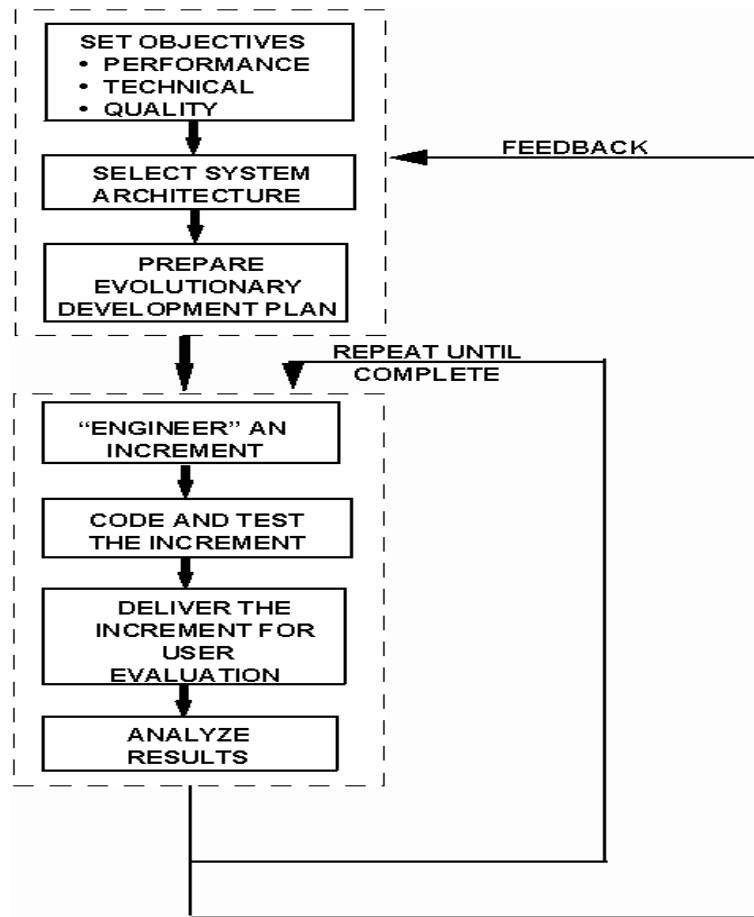 SET OBJECTIVES
• PERFORMANCE
• TECHNICAL
• QUALITY
FEEDBACK
SELECT SYSTEM
ARCHITECTURE
PREPARE
EVOLUTIONARY
DEVELOPMENT PLAN
REPEAT UNTIL
COMPLETE
“ENGINEER” AN
INCREMENT
CODE AND TEST
THE INCREMENT
DELIVER THE
INCREMENT FOR
USER
EVALUATION
ANALYZE
RESULTS